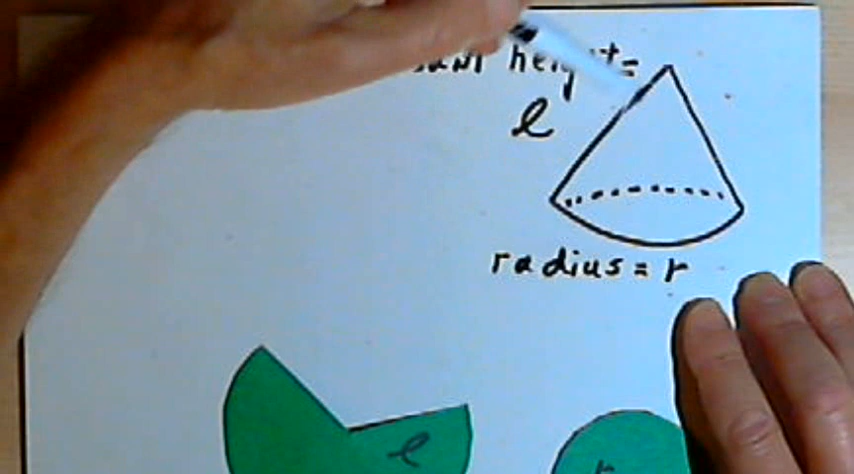 height =
l
radius = r
l
r